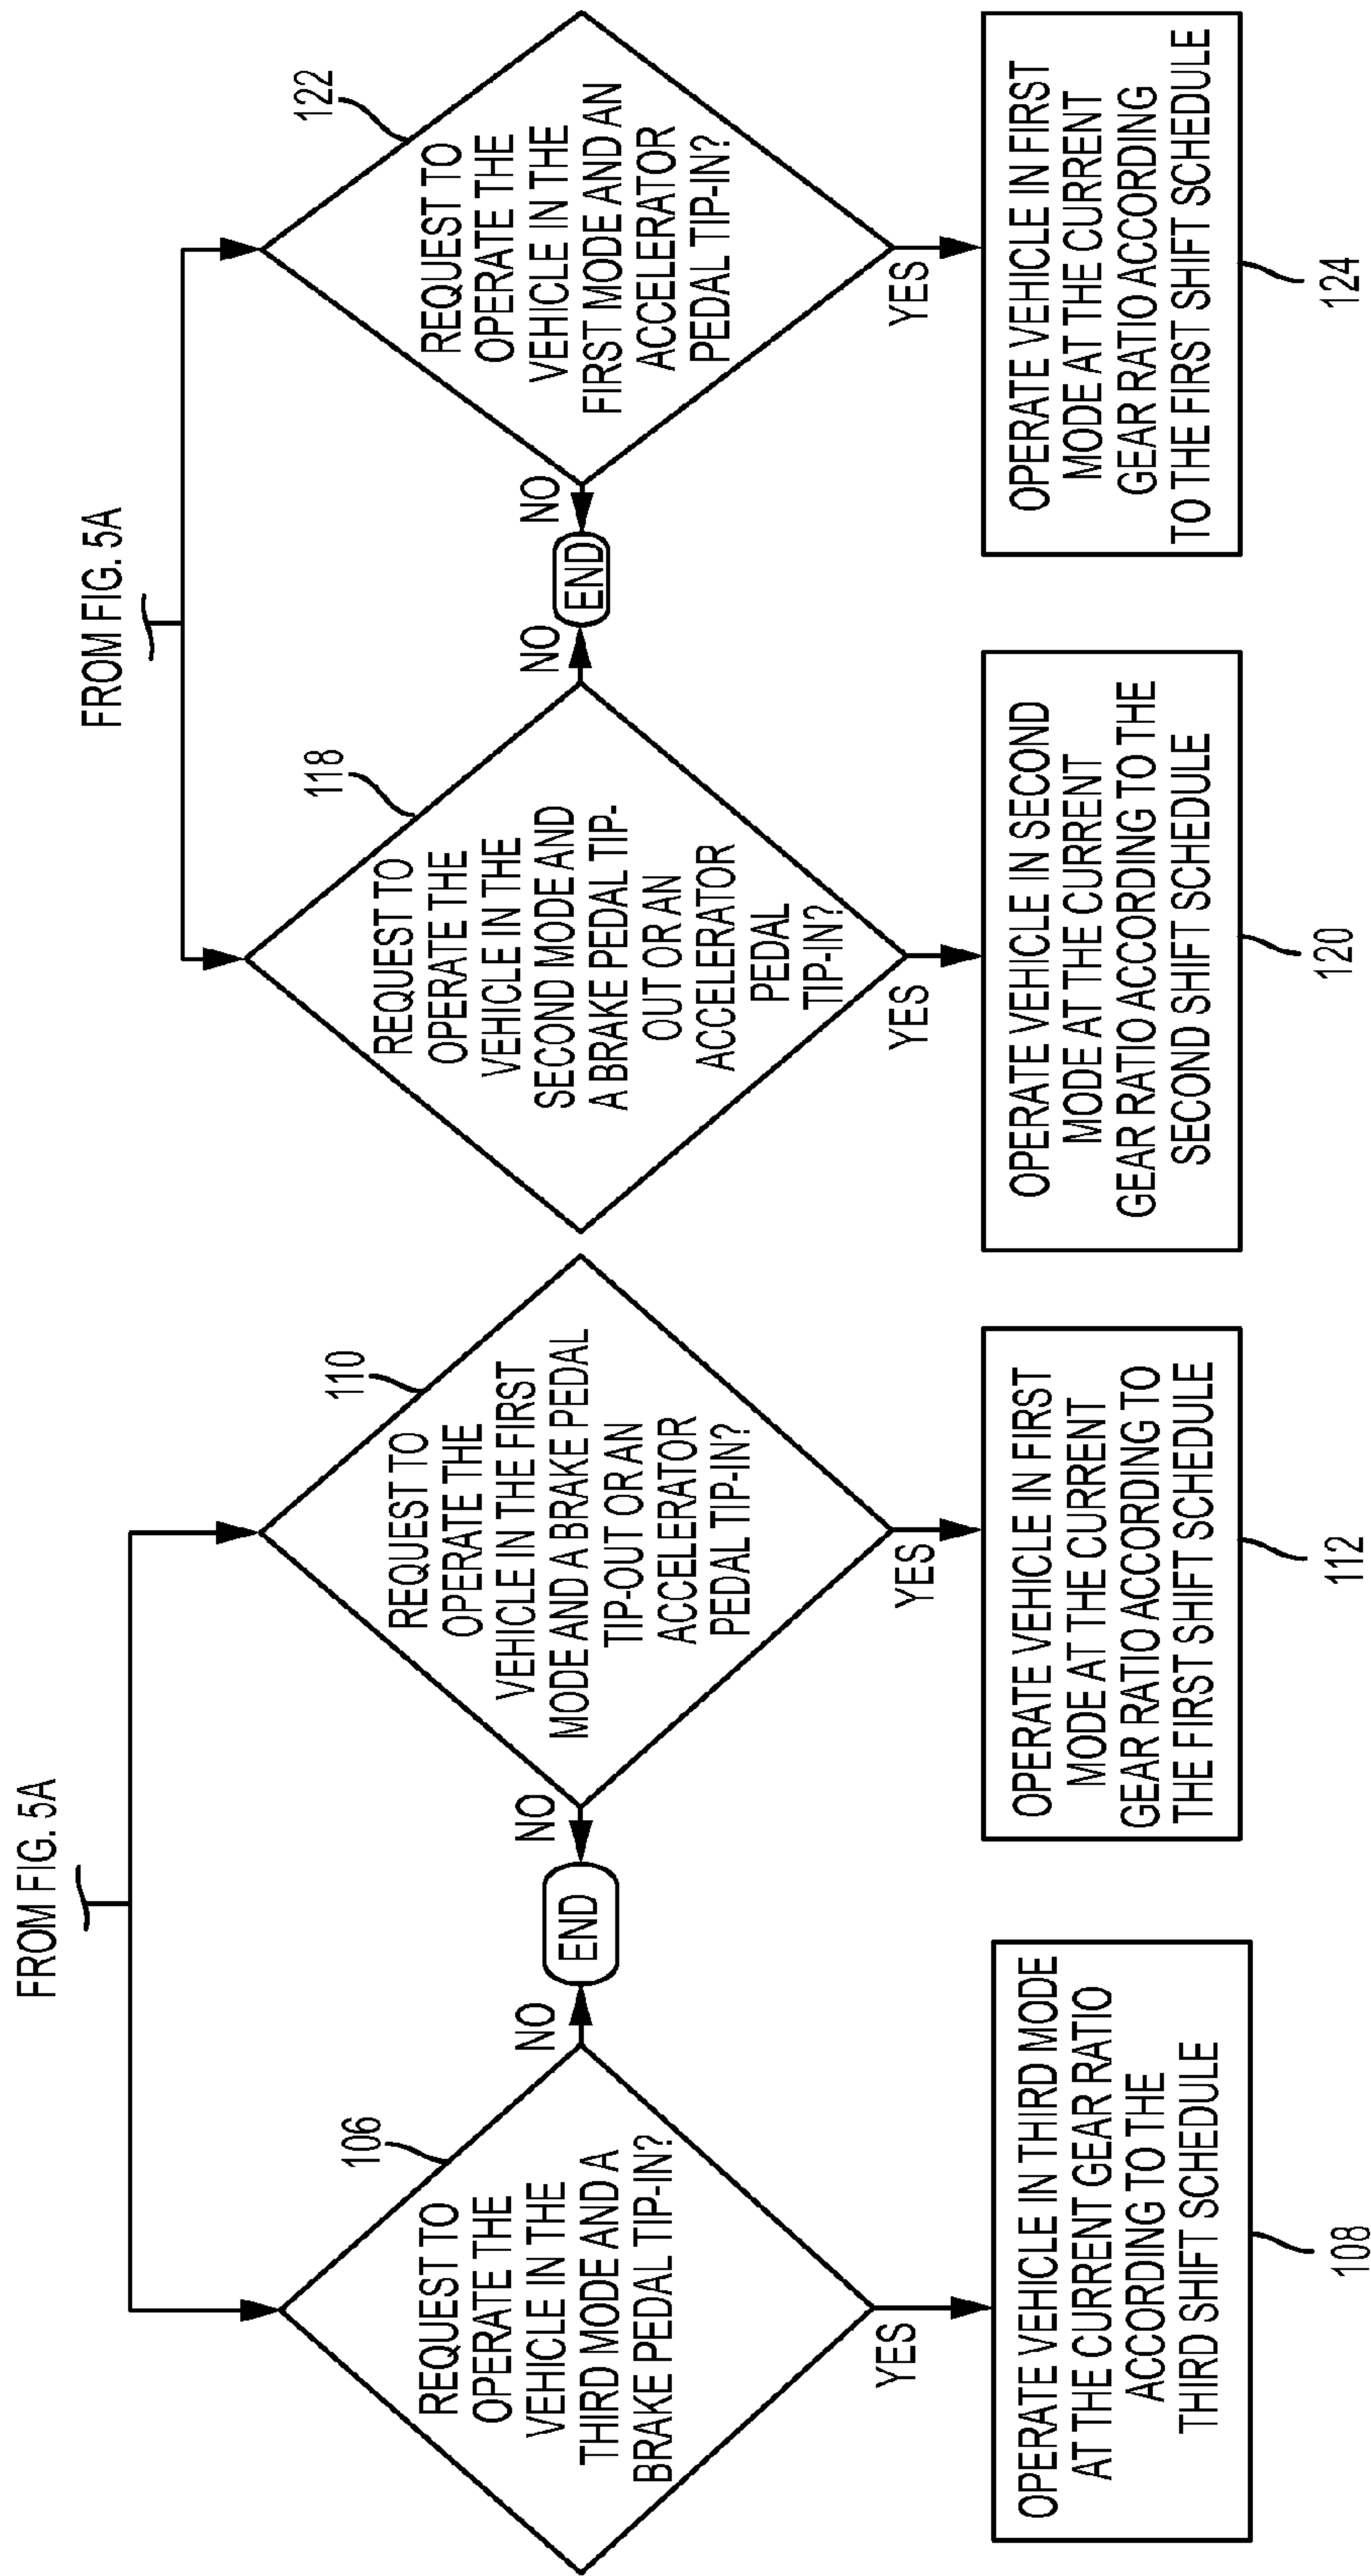 FROM FIG. 5A
106
REQUEST TO
OPERATE THE
VEHICLE IN THE
THIRD MODE AND A
BRAKE PEDAL TIP-IN?
NO
YES
END
110
REQUEST TO
OPERATE THE
VEHICLE IN THE FIRST
MODE AND A BRAKE PEDAL
TIP-OUT OR AN
ACCELERATOR
PEDAL TIP-IN?
NO
YES
OPERATE VEHICLE IN THIRD MODE
AT THE CURRENT GEAR RATIO
ACCORDING TO THE
THIRD SHIFT SCHEDULE
108
OPERATE VEHICLE IN FIRST
MODE AT THE CURRENT
GEAR RATIO ACCORDING TO
THE FIRST SHIFT SCHEDULE
112
FROM FIG. 5A
118
REQUEST TO
OPERATE THE
VEHICLE IN THE
SECOND MODE AND
A BRAKE PEDAL TIP-
OUT OR AN
ACCELERATOR
PEDAL
TIP-IN?
NO
YES
END
122
REQUEST TO
OPERATE THE
VEHICLE IN THE
FIRST MODE AND AN
ACCELERATOR
PEDAL TIP-IN?
NO
YES
OPERATE VEHICLE IN SECOND
MODE AT THE CURRENT
GEAR RATIO ACCORDING TO THE
SECOND SHIFT SCHEDULE
120
OPERATE VEHICLE IN FIRST
MODE AT THE CURRENT
GEAR RATIO ACCORDING
TO THE FIRST SHIFT SCHEDULE
124